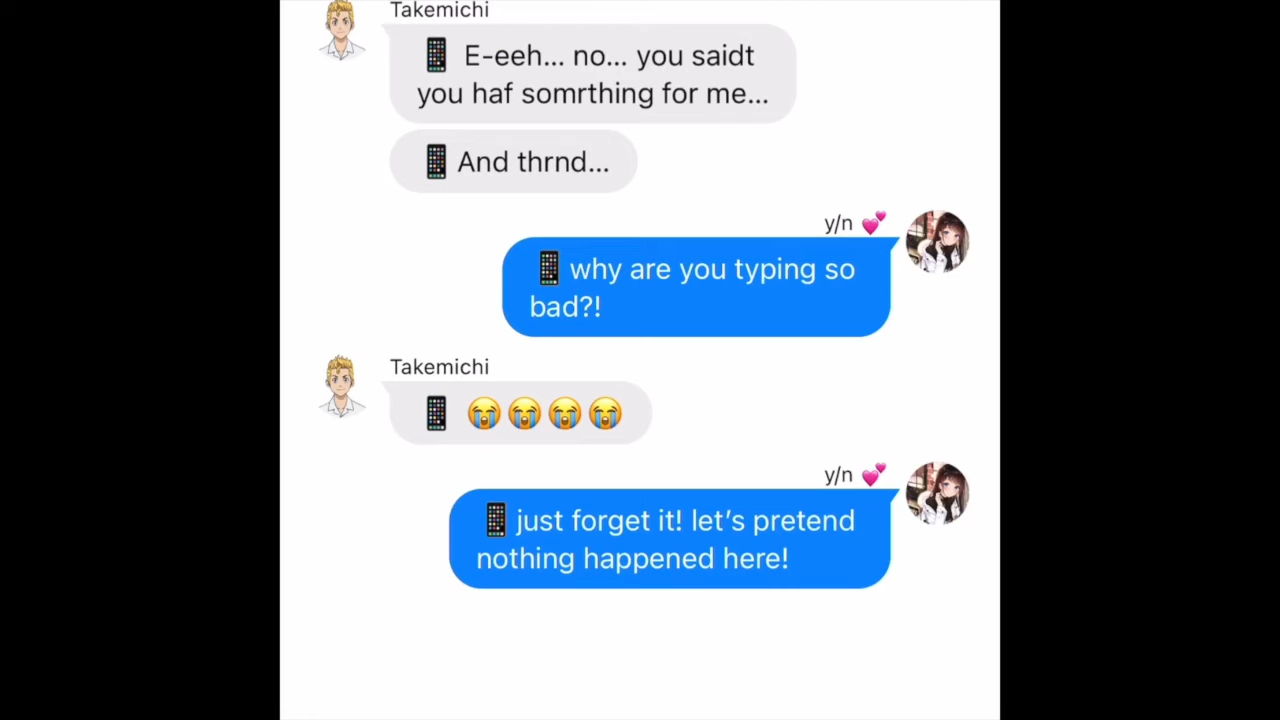 Takemichi
📱 E-eeh... no... you saidt
you haf somrthing for me...
📱 And thrnd...
y/n 💕
📱 why are you typing so
bad?!
Takemichi
📱 😭😭😭😭
y/n 💕
📱 just forget it! let’s pretend
nothing happened here!